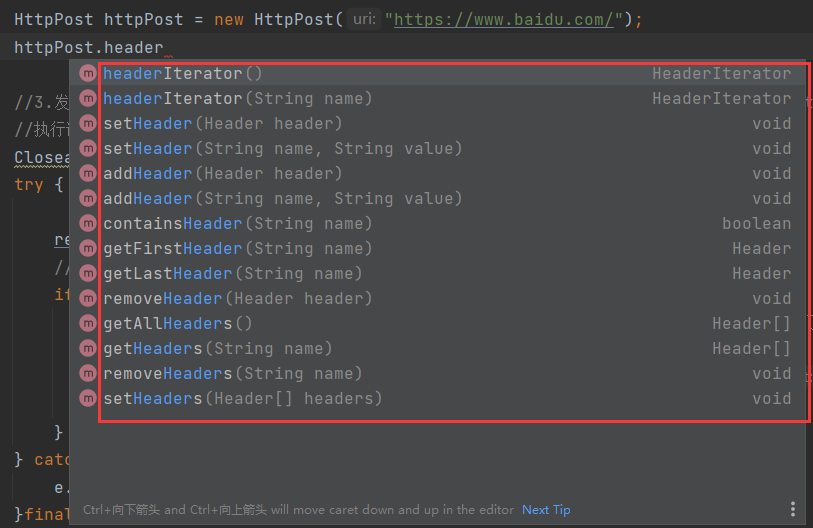 HttpPost httpPost = new HttpPost( uri: "https://www.baidu.com/");
httpPost.header
m headerIterator() HeaderIterator
m headerIterator(String name) HeaderIterator
//3.发
m setHeader(Header header) void
//执行
m setHeader(String name, String value) void
Closea
m addHeader(Header header) void
try {
m addHeader(String name, String value) void
m containsHeader(String name) boolean
re
m getFirstHeader(String name) Header
//
m getLastHeader(String name) Header
if
m removeHeader(Header header) void
m getAllHeaders() Header[]
m getHeaders(String name) Header[]
m removeHeaders(String name) void
m setHeaders(Header[] headers) void
}
} catc
e.
Ctrl+向下箭头 and Ctrl+向上箭头 will move caret down and up in the editor Next Tip
}final